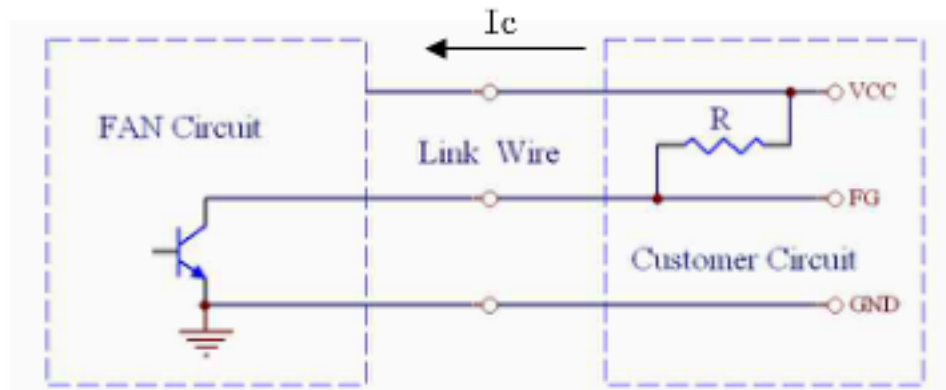 Ic
VCC
FAN Circuit
R
Link Wire
FG
Customer Circuit
GND